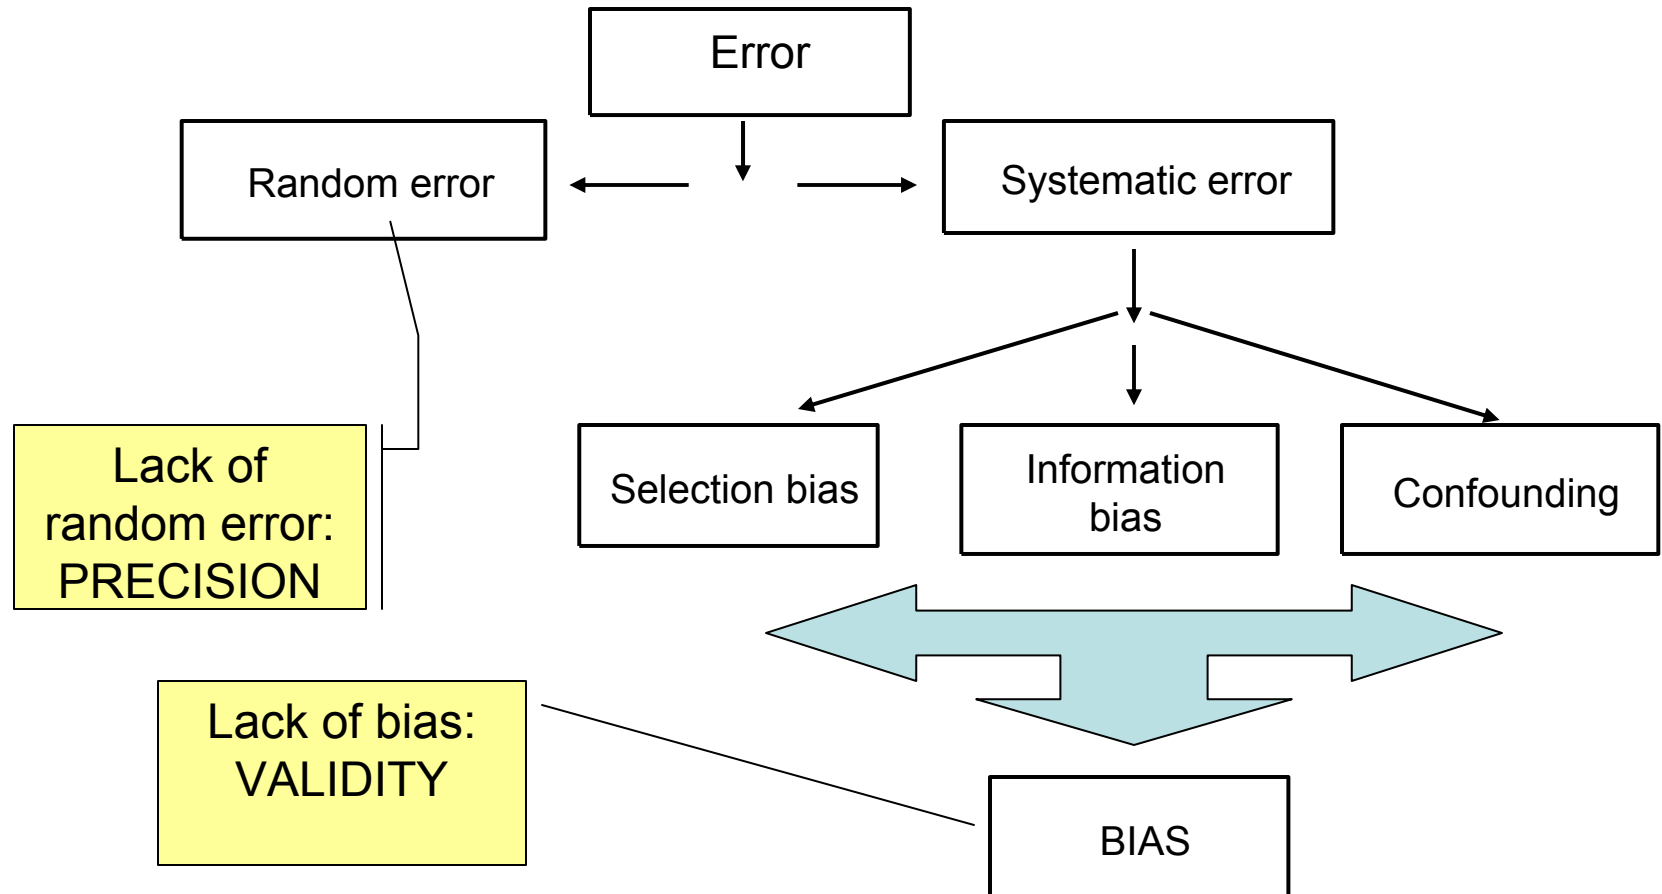 Error
Random error
Systematic error
Selection bias
Information
bias
Confounding
Lack of
random error:
PRECISION
Lack of bias:
VALIDITY
BIAS